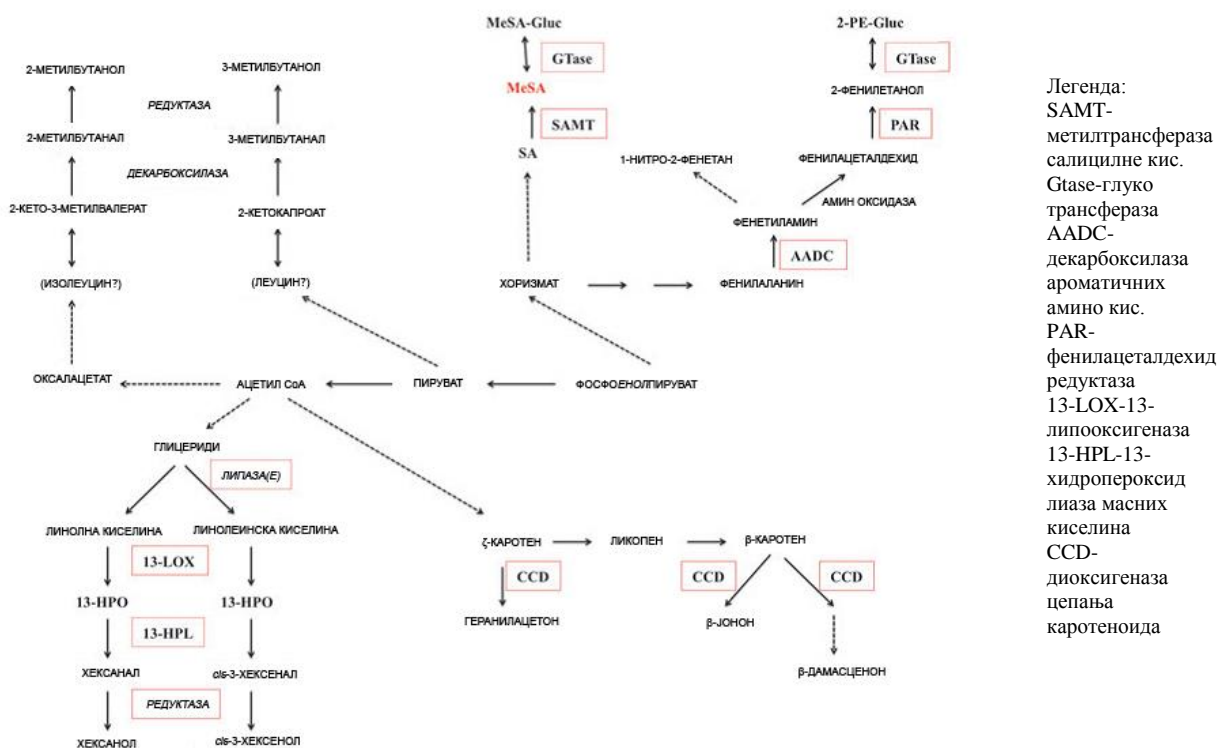 MeSA-Gluc
2-PE-Gluc
GTase
GTase
2-МЕТИЛБУТАНОЛ
3-МЕТИЛБУТАНОЛ
MeSA
2-ФЕНИЛЕТАНОЛ
РЕДУКТАЗА
SAMT
PAR
2-МЕТИЛБУТАНАЛ
3-МЕТИЛБУТАНАЛ
SA
1-НИТРО-2-ФЕНЕТАН
ФЕНИЛАЦЕТАЛДЕХИД
ДЕКАРБОКСИЛАЗА
АМИН ОКСИДАЗА
2-КЕТО-3-МЕТИЛВАЛЕРАТ
2-КЕТОКАПРОАТ
ФЕНЕТИЛАМИН
AADC
(ИЗОЛЕУЦИН?)
(ЛЕУЦИН?)
ХОРИЗМАТ
ФЕНИЛАЛАНИН
ОКСАЛАЦЕТАТ
АЦЕТИЛ CoA
ПИРУВАТ
ФОСФОЕНОЛПИРУВАТ
ГЛИЦЕРИДИ
ЛИПАЗА(Е)
ЛИНОЛНА КИСЕЛИНА
ЛИНОЛЕИНСКА КИСЕЛИНА
ζ-КАРОТЕН
ЛИКОПЕН
β-КАРОТЕН
13-LOX
CCD
CCD
CCD
13-HPO
13-HPO
ГЕРАНИЛАЦЕТОН
β-ЈОНОН
13-HPL
ХЕКСАНАЛ
cis-3-ХЕКСЕНАЛ
β-ДАМАСЦЕНОН
РЕДУКТАЗА
ХЕКСАНОЛ
cis-3-ХЕКСЕНОЛ
Легенда:
SAMT-
метилтрансфераза
салицилне кис.
Gtase-глуко
трансфераза
AADC-
декарбоксилаза
ароматичних
амино кис.
PAR-
фенилацеталдехид
редуктаза
13-LOX-13-
липооксигеназа
13-HPL-13-
хидропероксид
лиаза масних
киселина
CCD-
диоксигеназа
цепања
каротеноида